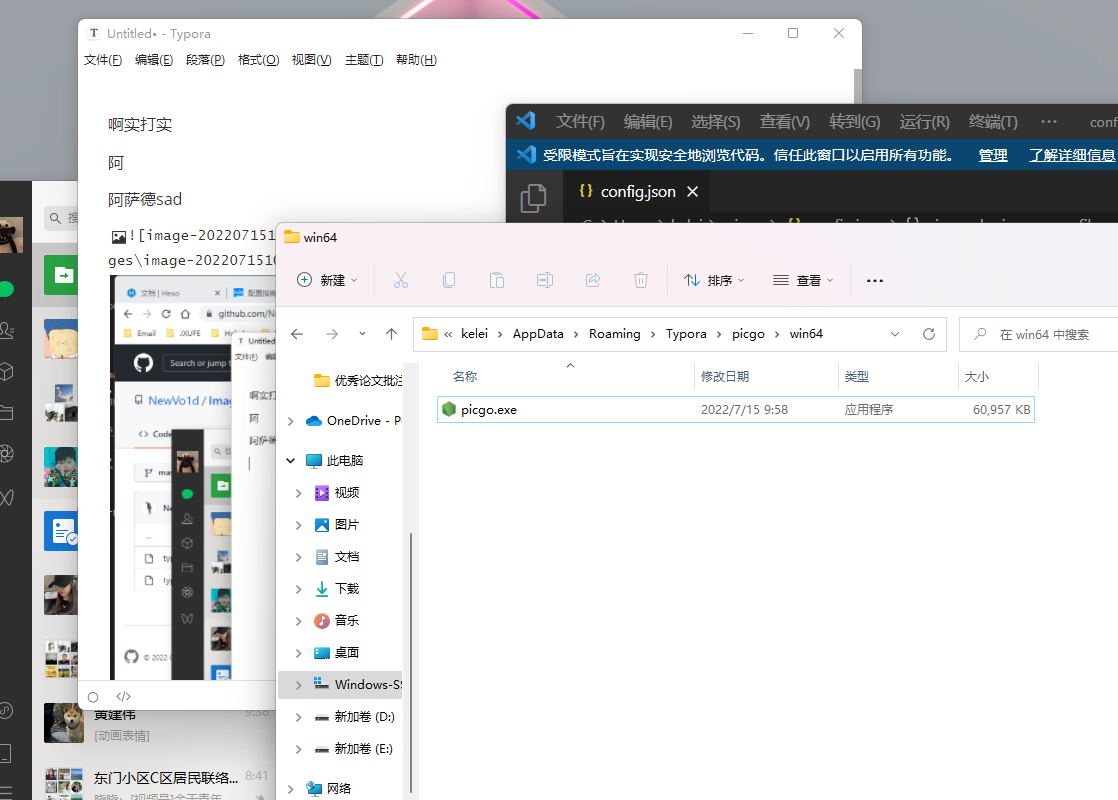 Untitled• - Typora
文件(F) 编辑(E) 段落(P) 格式(O) 视图(V) 主题(T) 帮助(H)
啊实打实
阿
阿萨德sad
![image-202207151
ges\image-202207151
文档 | Hexo
配置指南
github.com/N
Email JXUFE
Search or jump t
NewVo1d / Imag
<> Code
© 2022
Untitled
文件(F)
啊实打
阿
阿萨德
文件(F) 编辑(E) 选择(S) 查看(V) 转到(G) 运行(R) 终端(T) ··· conf
受限模式旨在实现安全地浏览代码。信任此窗口以启用所有功能。 管理 了解详细信息
{} config.json
win64
新建 排序 查看 ···
« kelei › AppData › Roaming › Typora › picgo › win64
在 win64 中搜索
名称 修改日期 类型 大小
picgo.exe 2022/7/15 9:58 应用程序 60,957 KB
优秀论文批注
OneDrive - P
此电脑
视频
图片
文档
下载
音乐
桌面
Windows-SS
新加卷 (D:)
新加卷 (E:)
网络
搜
黄建伟 9:58
[动画表情]
东门小区C区居民联络... 8:41